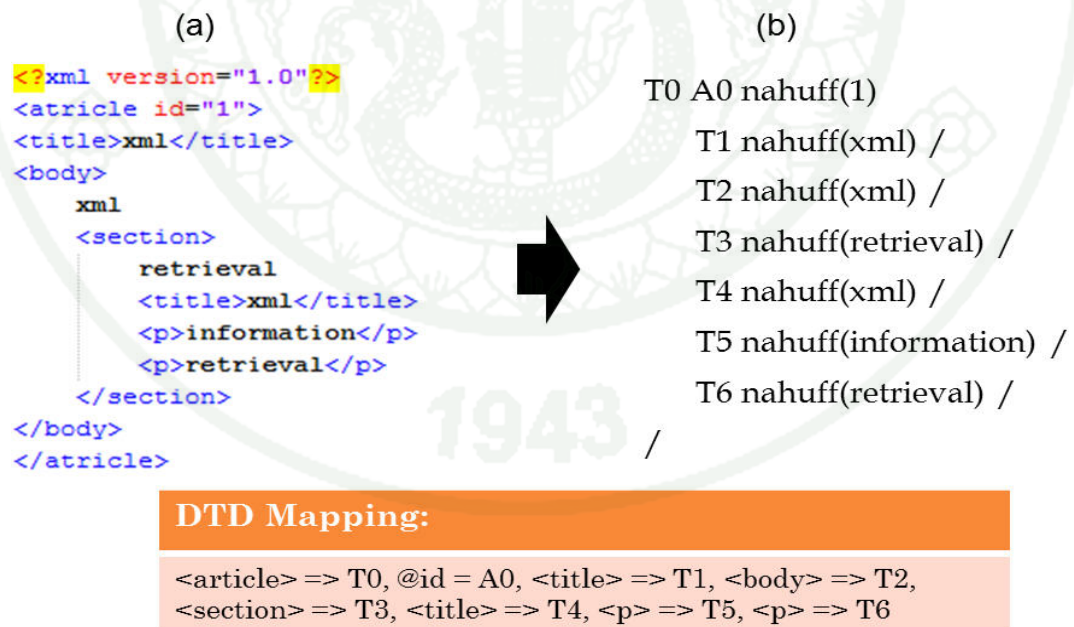 (a)
<?xml version="1.0"?>
<atricle id="1">
<title>xml</title>
<body>
xml
<section>
retrieval
<title>xml</title>
<p>information</p>
<p>retrieval</p>
</section>
</body>
</atricle>
(b)
T0 A0 nahuff(1)
T1 nahuff(xml) /
T2 nahuff(xml) /
T3 nahuff(retrieval) /
T4 nahuff(xml) /
T5 nahuff(information) /
T6 nahuff(retrieval) /
/
1943
DTD Mapping:
<article> => T0, @id = A0, <title> => T1, <body> => T2,
<section> => T3, <title> => T4, <p> => T5, <p> => T6